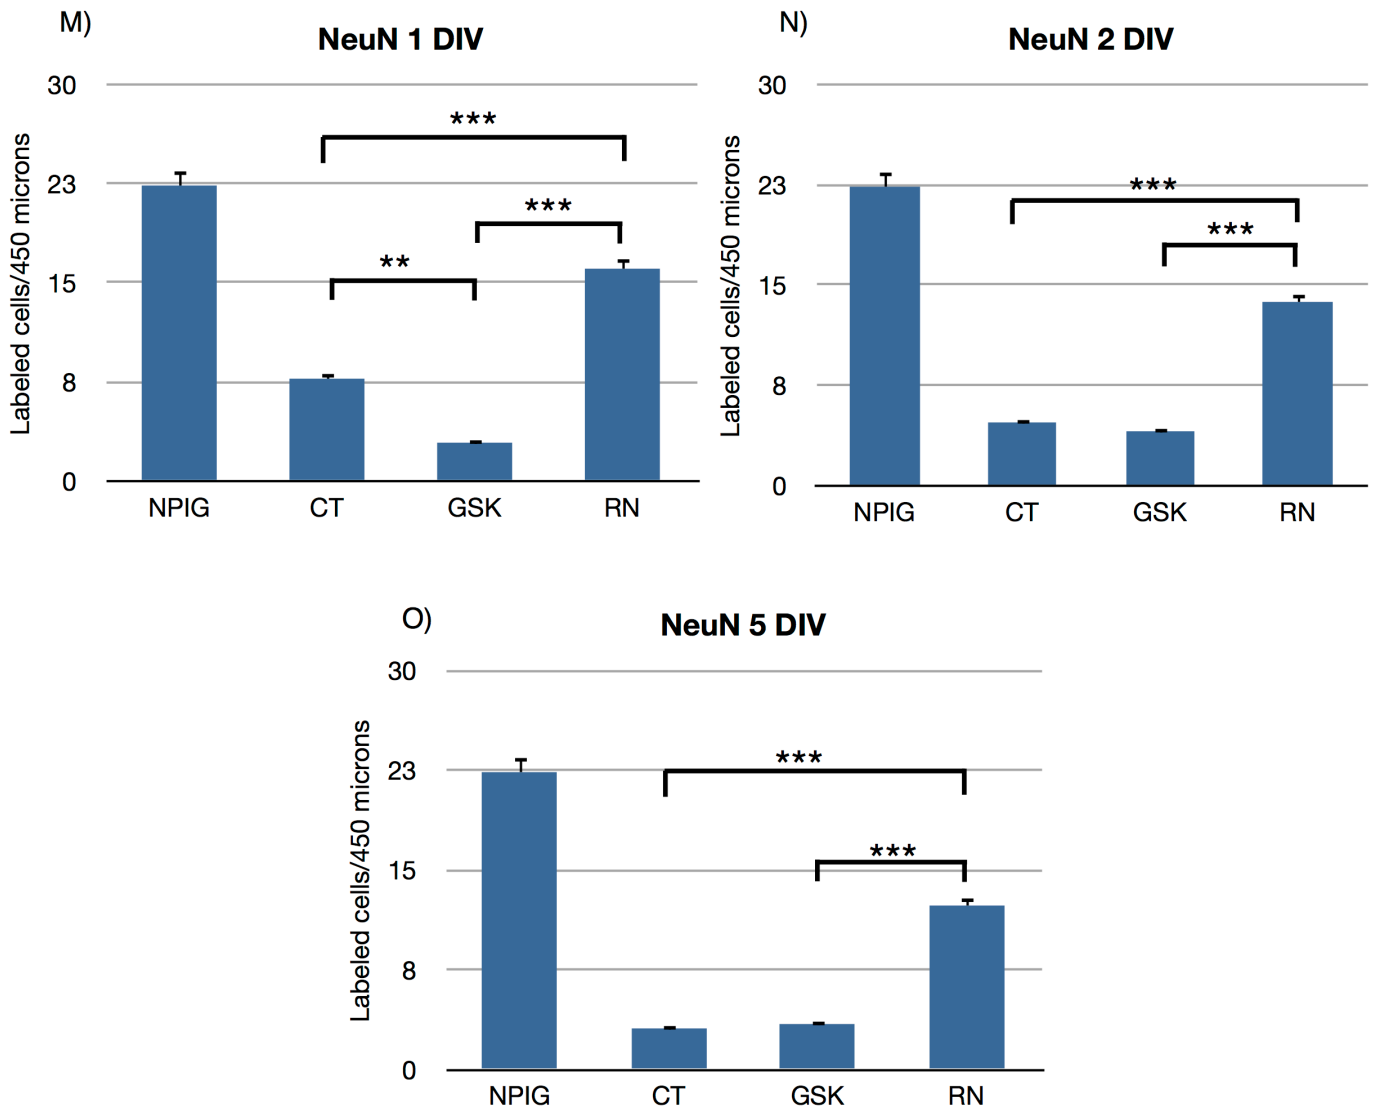 M)
NeuN 1 DIV
Labeled cells/450 microns
30
23
15
8
0
***
***
**
NPIG CT GSK RN
N)
NeuN 2 DIV
Labeled cells/450 microns
30
23
15
8
0
***
***
NPIG CT GSK RN
O)
NeuN 5 DIV
Labeled cells/450 microns
30
23
15
8
0
***
***
NPIG CT GSK RN